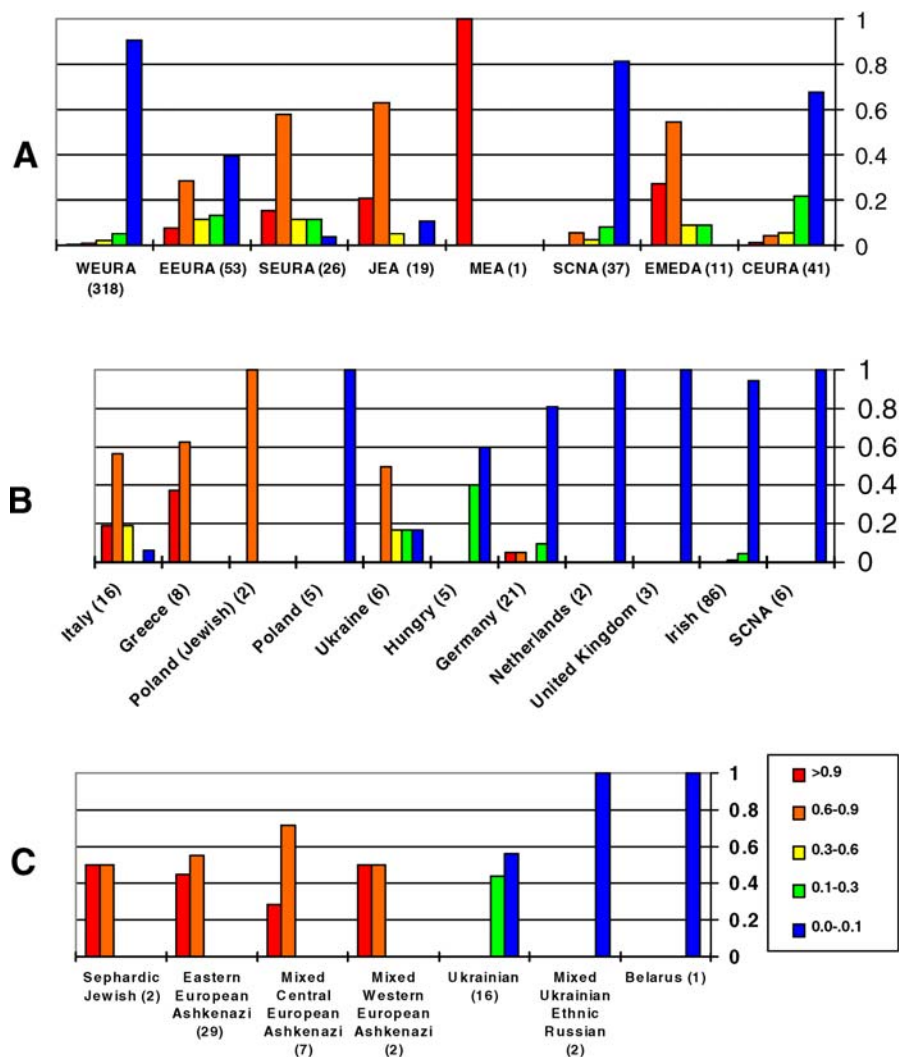 A
1
0.8
0.6
0.4
0.2
0
WEURA
(318)
EEURA (53)
SEURA (26)
JEA (19)
MEA (1)
SCNA (37)
EMEDA (11)
CEURA (41)
B
1
0.8
0.6
0.4
0.2
0
Italy (16)
Greece (8)
Poland (Jewish) (2)
Poland (5)
Ukraine (6)
Hungry (5)
Germany (21)
Netherlands (2)
United Kingdom (3)
Irish (86)
SCNA (6)
C
1
0.8
0.6
0.4
0.2
0
Sephardic
Jewish (2)
Eastern
European
Ashkenazi
(29)
Mixed
Central
European
Ashkenazi
(7)
Mixed
Western
European
Ashkenazi
(2)
Ukrainian
(16)
Mixed
Ukrainian
Ethnic
Russian
(2)
Belarus (1)
>0.9
0.6-0.9
0.3-0.6
0.1-0.3
0.0-.0.1